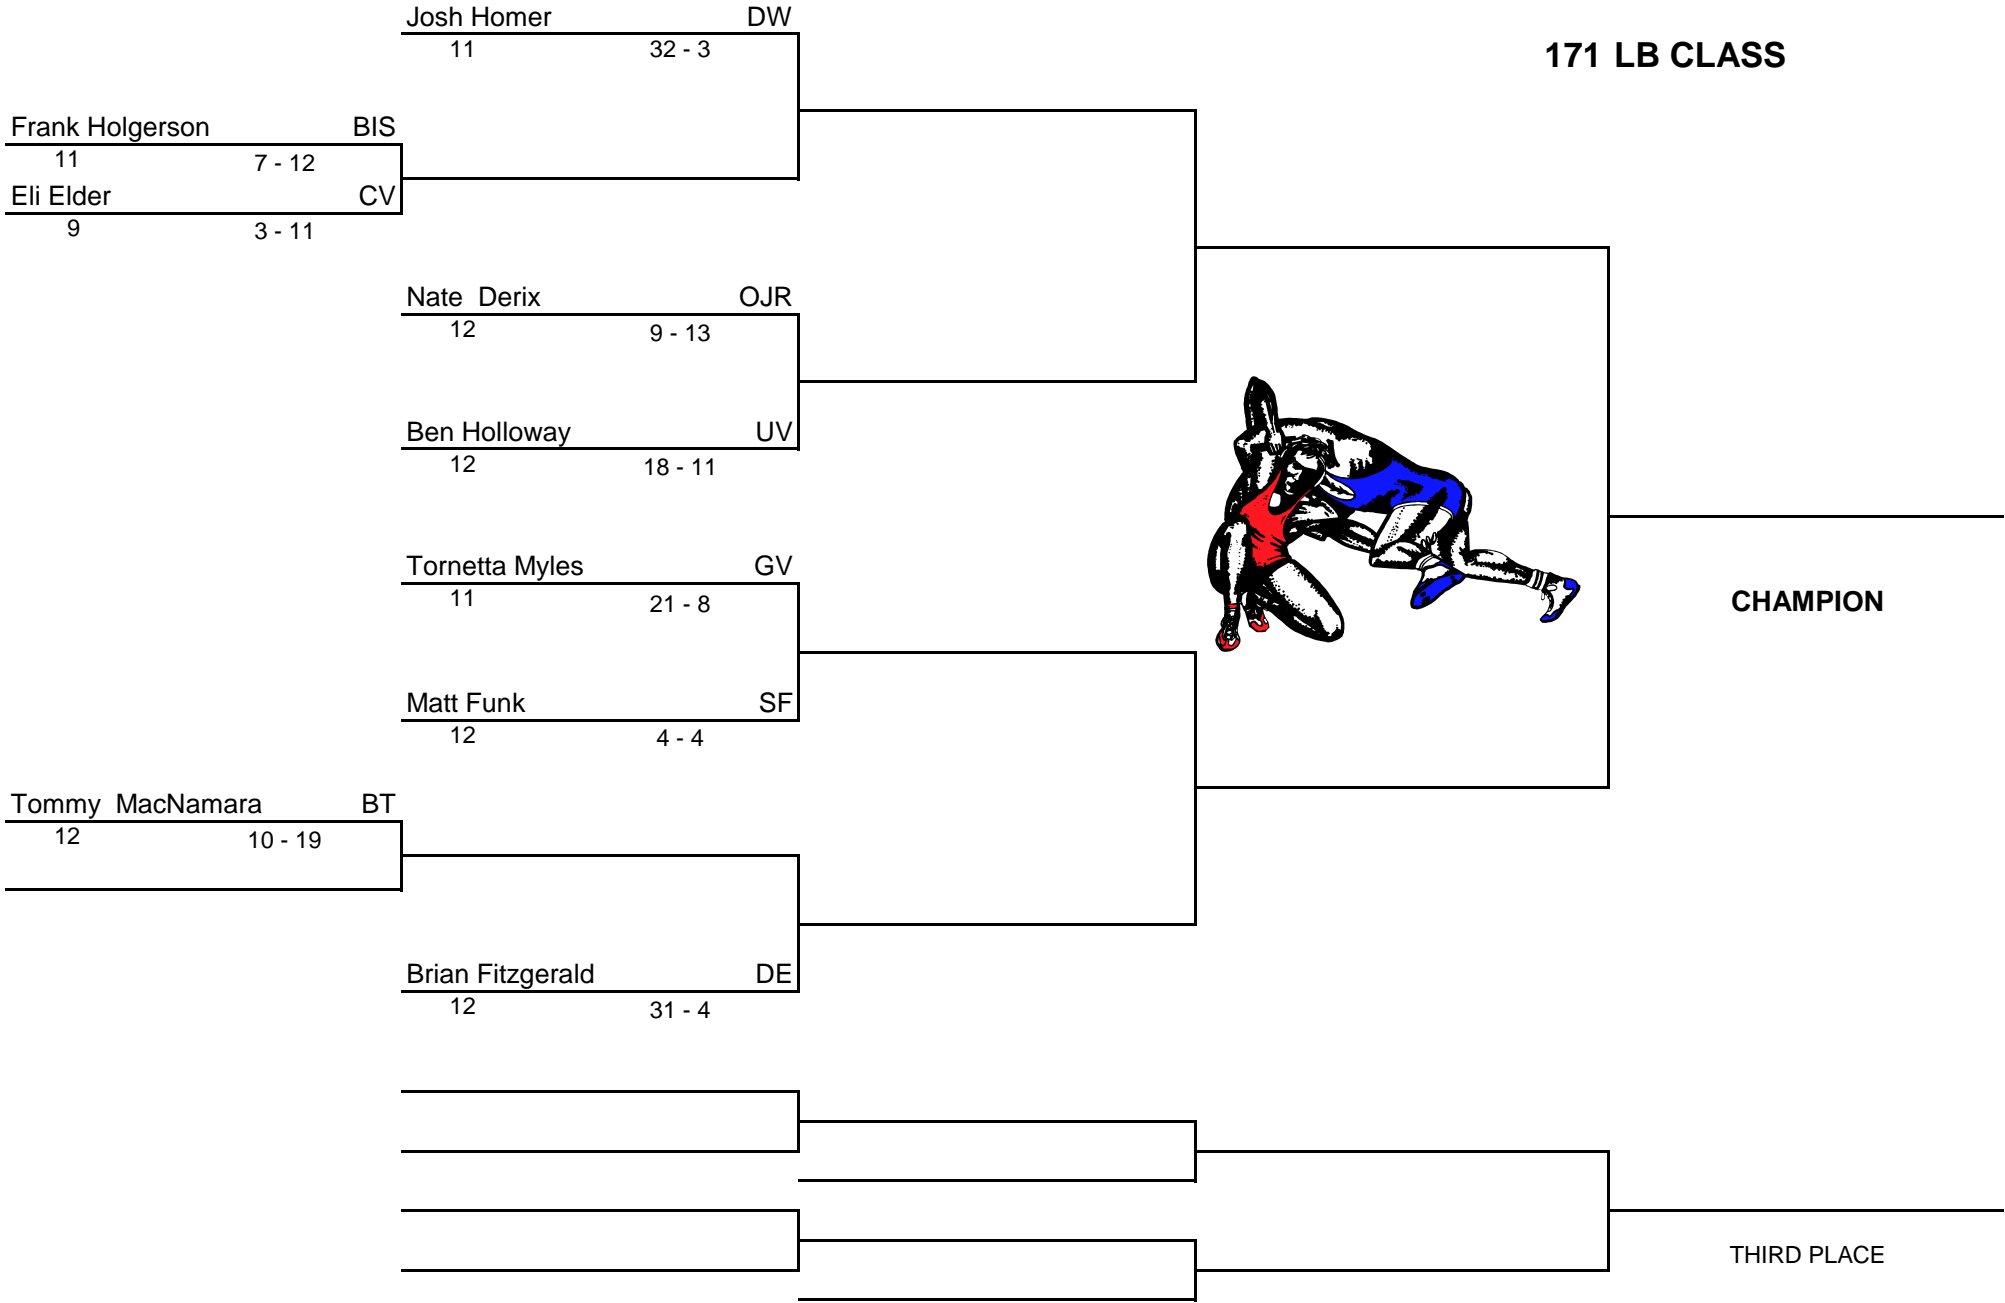 Josh Homer DW
11 32 - 3
171 LB CLASS
Frank Holgerson BIS
11 7 - 12
Eli Elder CV
9 3 - 11
Nate Derix OJR
12 9 - 13
Ben Holloway UV
12 18 - 11
Tornetta Myles GV
11 21 - 8
CHAMPION
Matt Funk SF
12 4 - 4
Tommy MacNamara BT
12 10 - 19
Brian Fitzgerald DE
12 31 - 4
THIRD PLACE